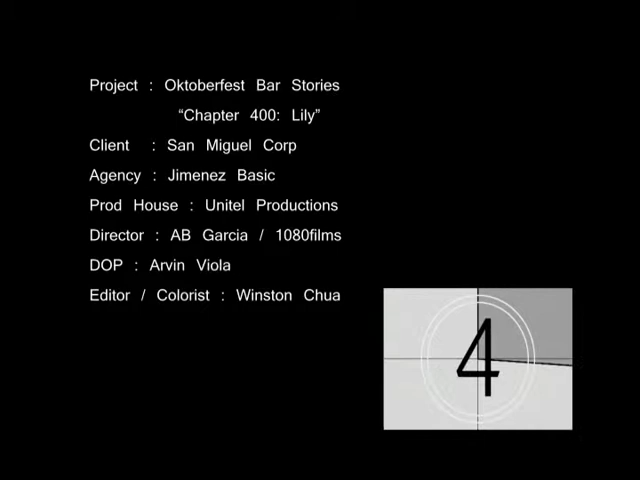 Project : Oktoberfest Bar Stories
“Chapter 400: Lily”
Client : San Miguel Corp
Agency : Jimenez Basic
Prod House : Unitel Productions
Director : AB Garcia / 1080films
DOP : Arvin Viola
Editor / Colorist : Winston Chua
4